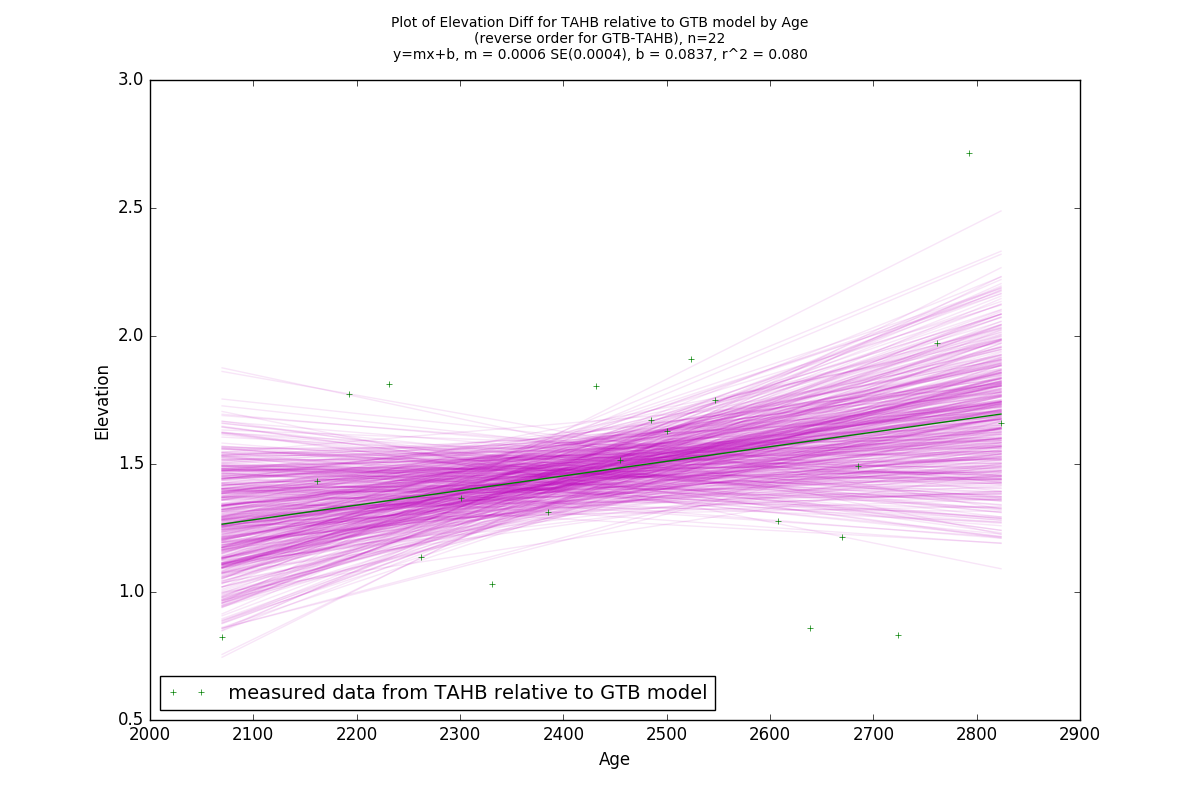 Plot of Elevation Diff for TAHB relative to GTB model by Age
(reverse order for GTB-TAHB), n=22
y=mx+b, m = 0.0006 SE(0.0004), b = 0.0837, r^2 = 0.080
3.0
2.5
2.0
1.5
1.0
0.5
Elevation
measured data from TAHB relative to GTB model
2000 2100 2200 2300 2400 2500 2600 2700 2800 2900
Age